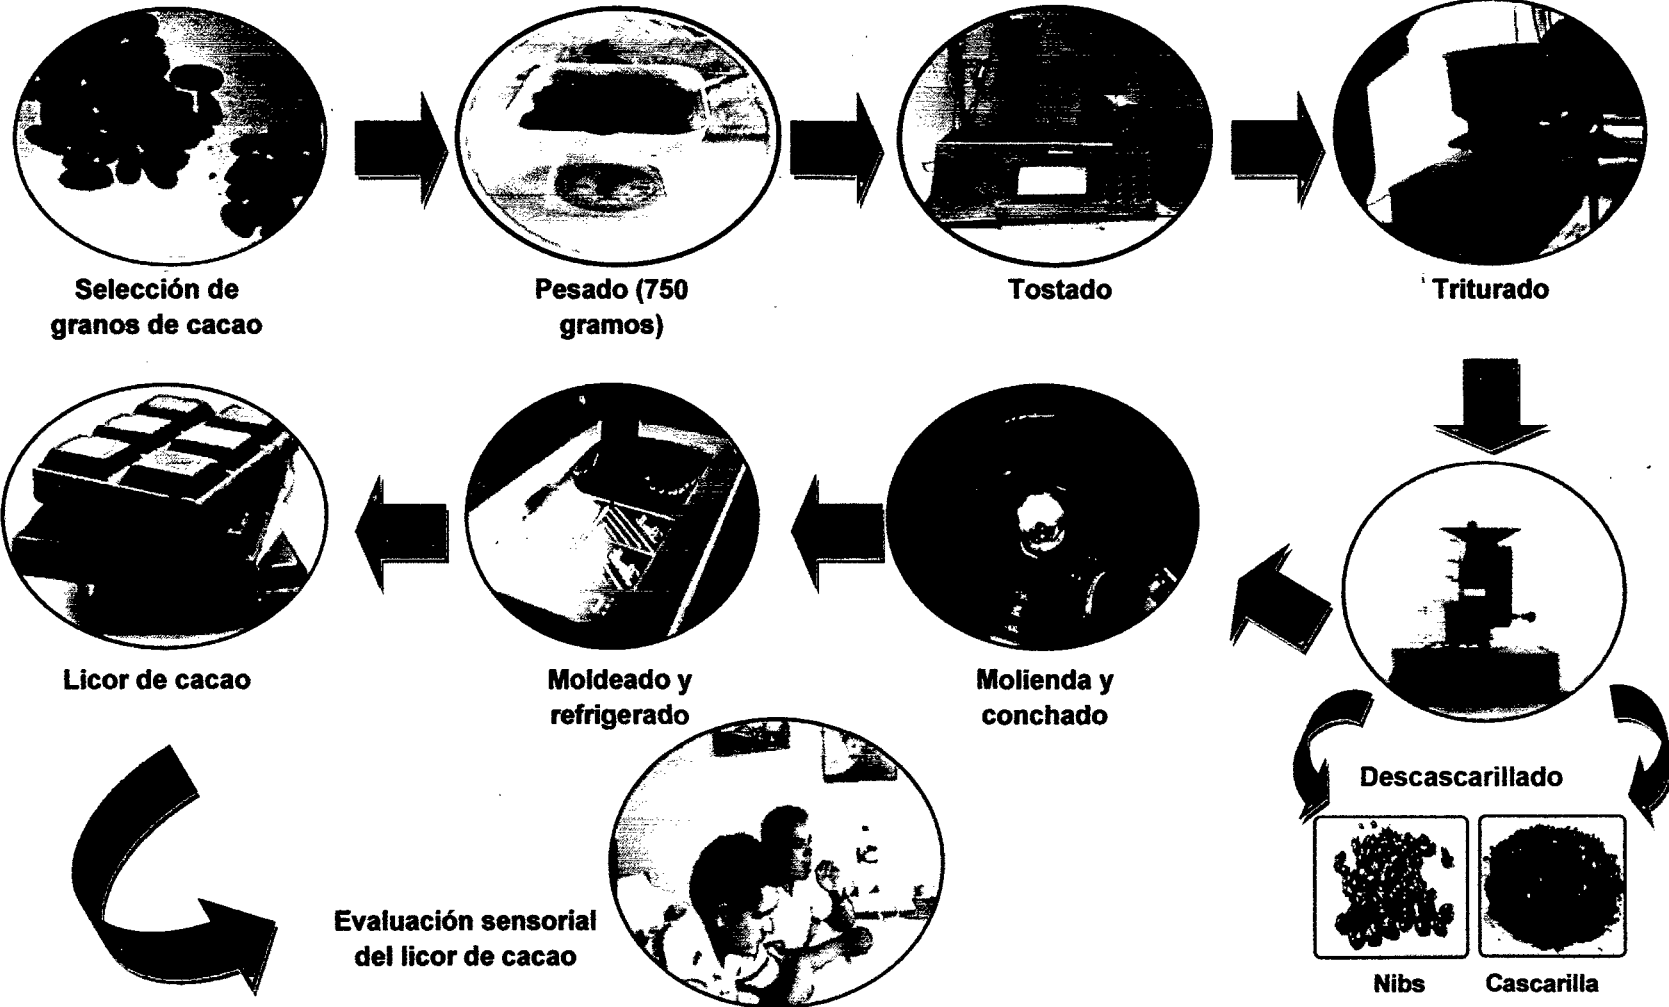 Selección de
granos de cacao
Pesado (750
gramos)
Tostado
Triturado
Licor de cacao
Moldeado y
refrigerado
Molienda y
conchado
Descascarillado
Nibs
Cascarilla
Evaluación sensorial
del licor de cacao